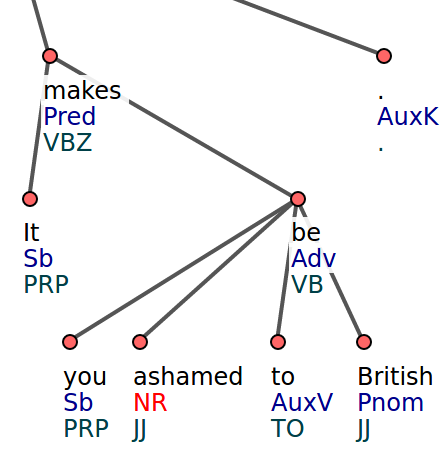 makes
Pred
VBZ
.
AuxK
.
It
Sb
PRP
be
Adv
VB
you
Sb
PRP
ashamed
NR
JJ
to
AuxV
TO
British
Pnom
JJ